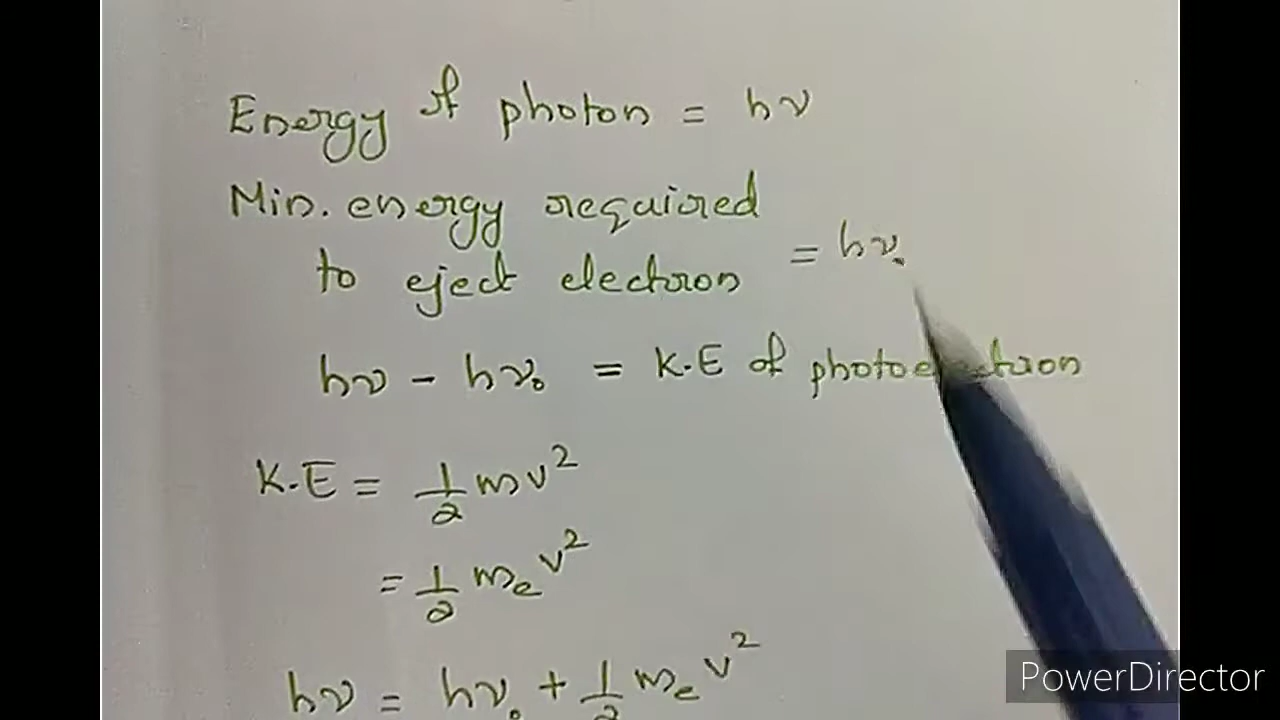 Energy of photon = hν
Min. energy required
to eject electron = hν₀
hν - hν₀ = K.E of photoelectron
K.E = 1/2 mv²
= 1/2 mₑv²
hν = hν₀ + 1/2 mₑv²
PowerDirector